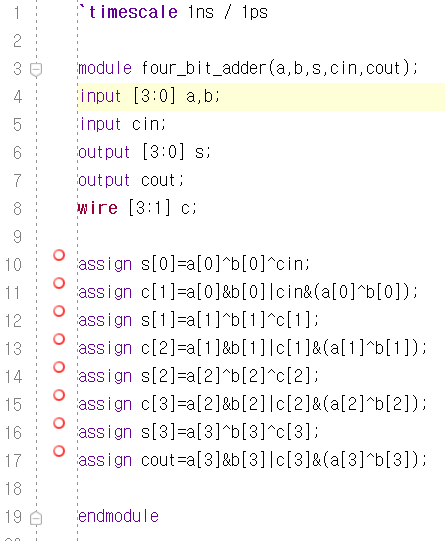 1 `timescale 1ns / 1ps
2
3 module four_bit_adder(a,b,s,cin,cout);
4 input [3:0] a,b;
5 input cin;
6 output [3:0] s;
7 output cout;
8 wire [3:1] c;
9
10 assign s[0]=a[0]^b[0]^cin;
11 assign c[1]=a[0]&b[0]|cin&(a[0]^b[0]);
12 assign s[1]=a[1]^b[1]^c[1];
13 assign c[2]=a[1]&b[1]|c[1]&(a[1]^b[1]);
14 assign s[2]=a[2]^b[2]^c[2];
15 assign c[3]=a[2]&b[2]|c[2]&(a[2]^b[2]);
16 assign s[3]=a[3]^b[3]^c[3];
17 assign cout=a[3]&b[3]|c[3]&(a[3]^b[3]);
18
19 endmodule